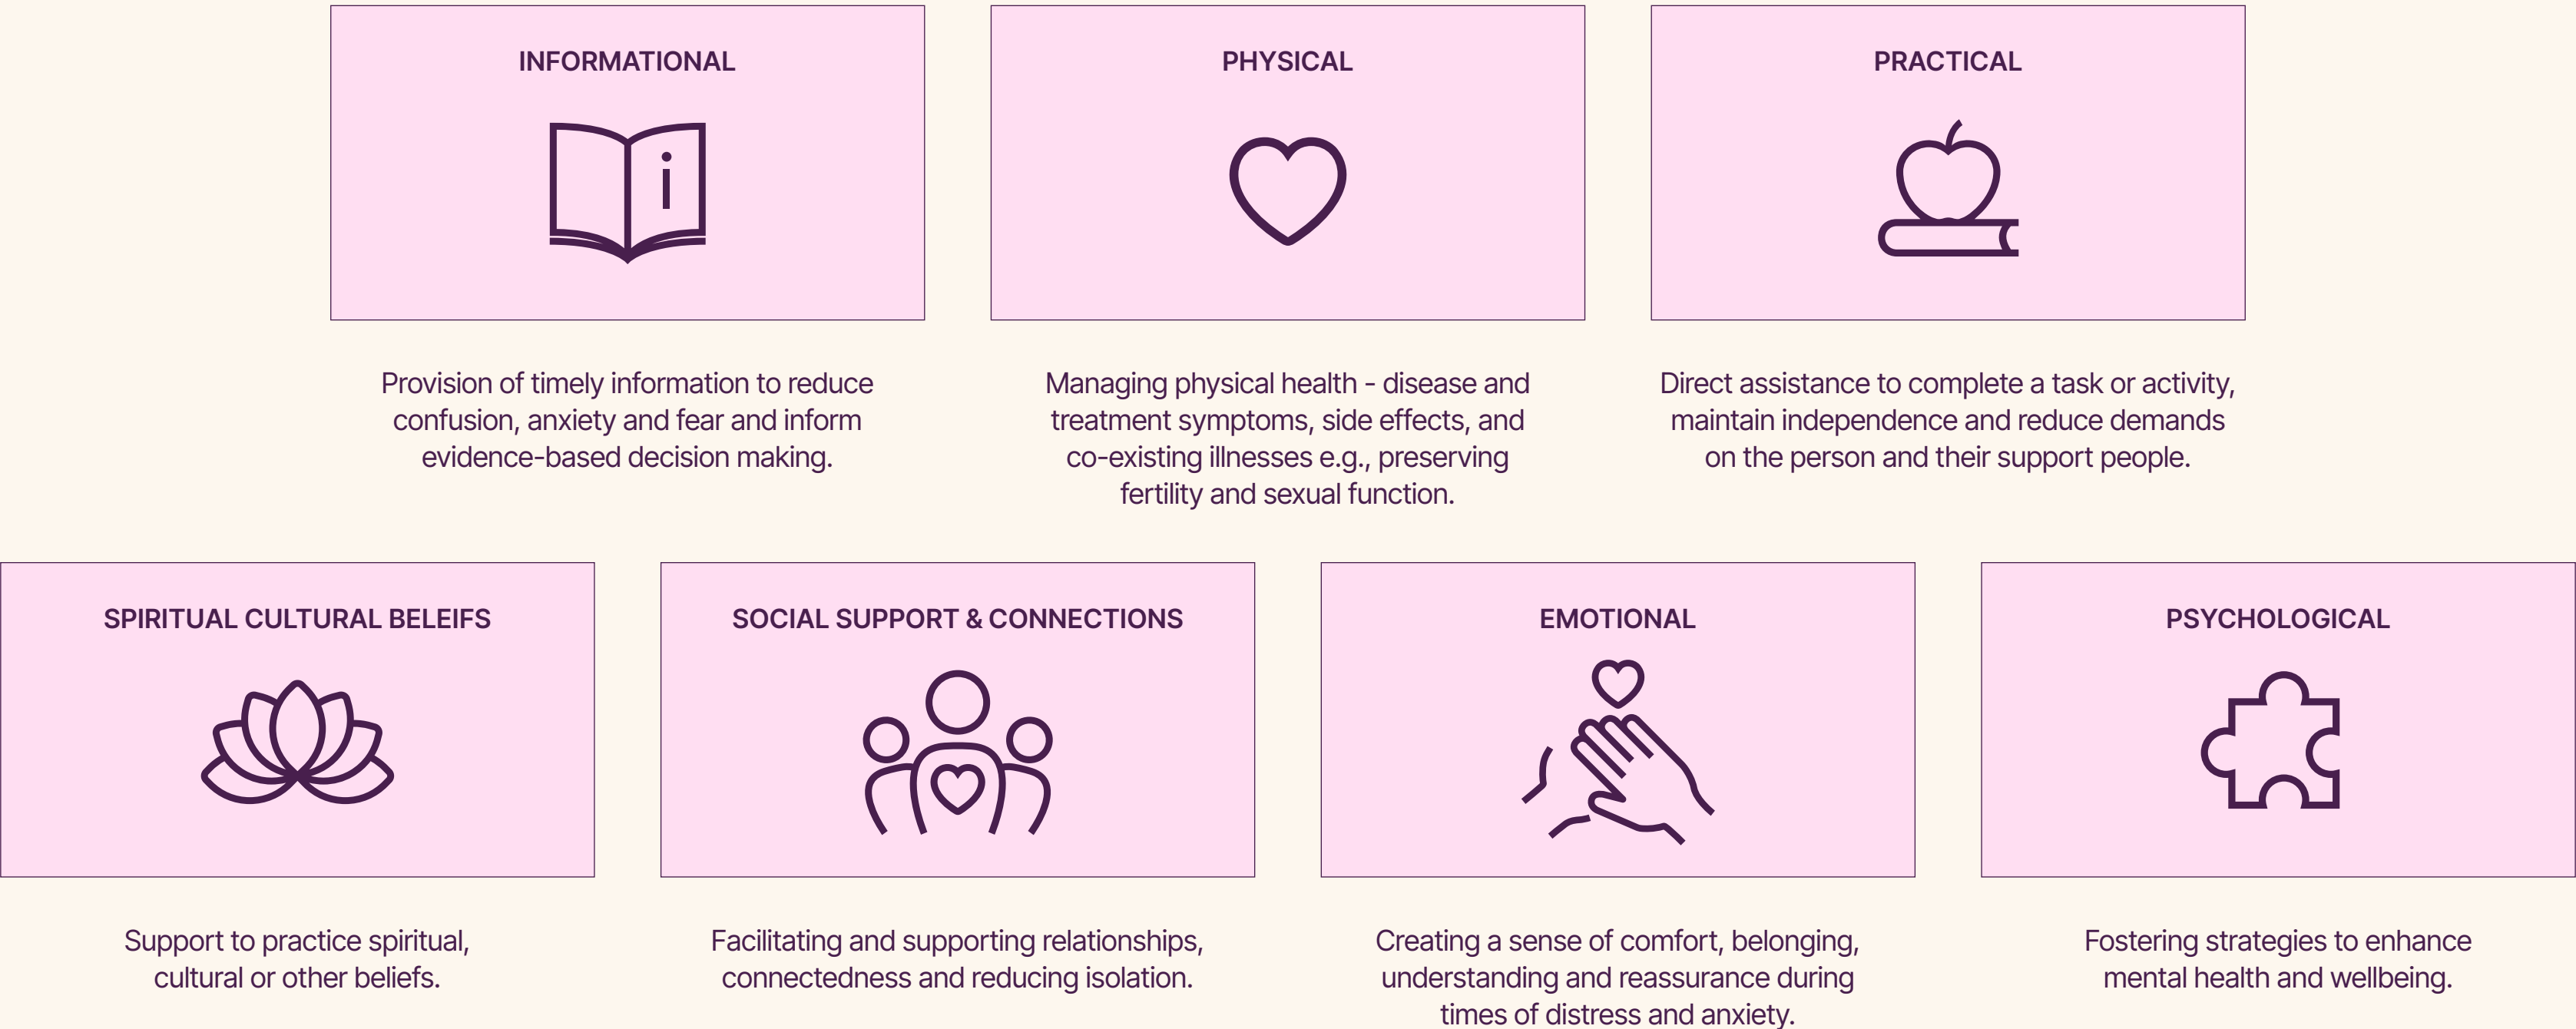 INFORMATIONAL
i
Provision of timely information to reduce
confusion, anxiety and fear and inform
evidence-based decision making.
PHYSICAL
Managing physical health - disease and
treatment symptoms, side effects, and
co-existing illnesses e.g., preserving
fertility and sexual function.
PRACTICAL
Direct assistance to complete a task or activity,
maintain independence and reduce demands
on the person and their support people.
SPIRITUAL CULTURAL BELEIFS
Support to practice spiritual,
cultural or other beliefs.
SOCIAL SUPPORT & CONNECTIONS
Facilitating and supporting relationships,
connectedness and reducing isolation.
EMOTIONAL
Creating a sense of comfort, belonging,
understanding and reassurance during
times of distress and anxiety.
PSYCHOLOGICAL
Fostering strategies to enhance
mental health and wellbeing.